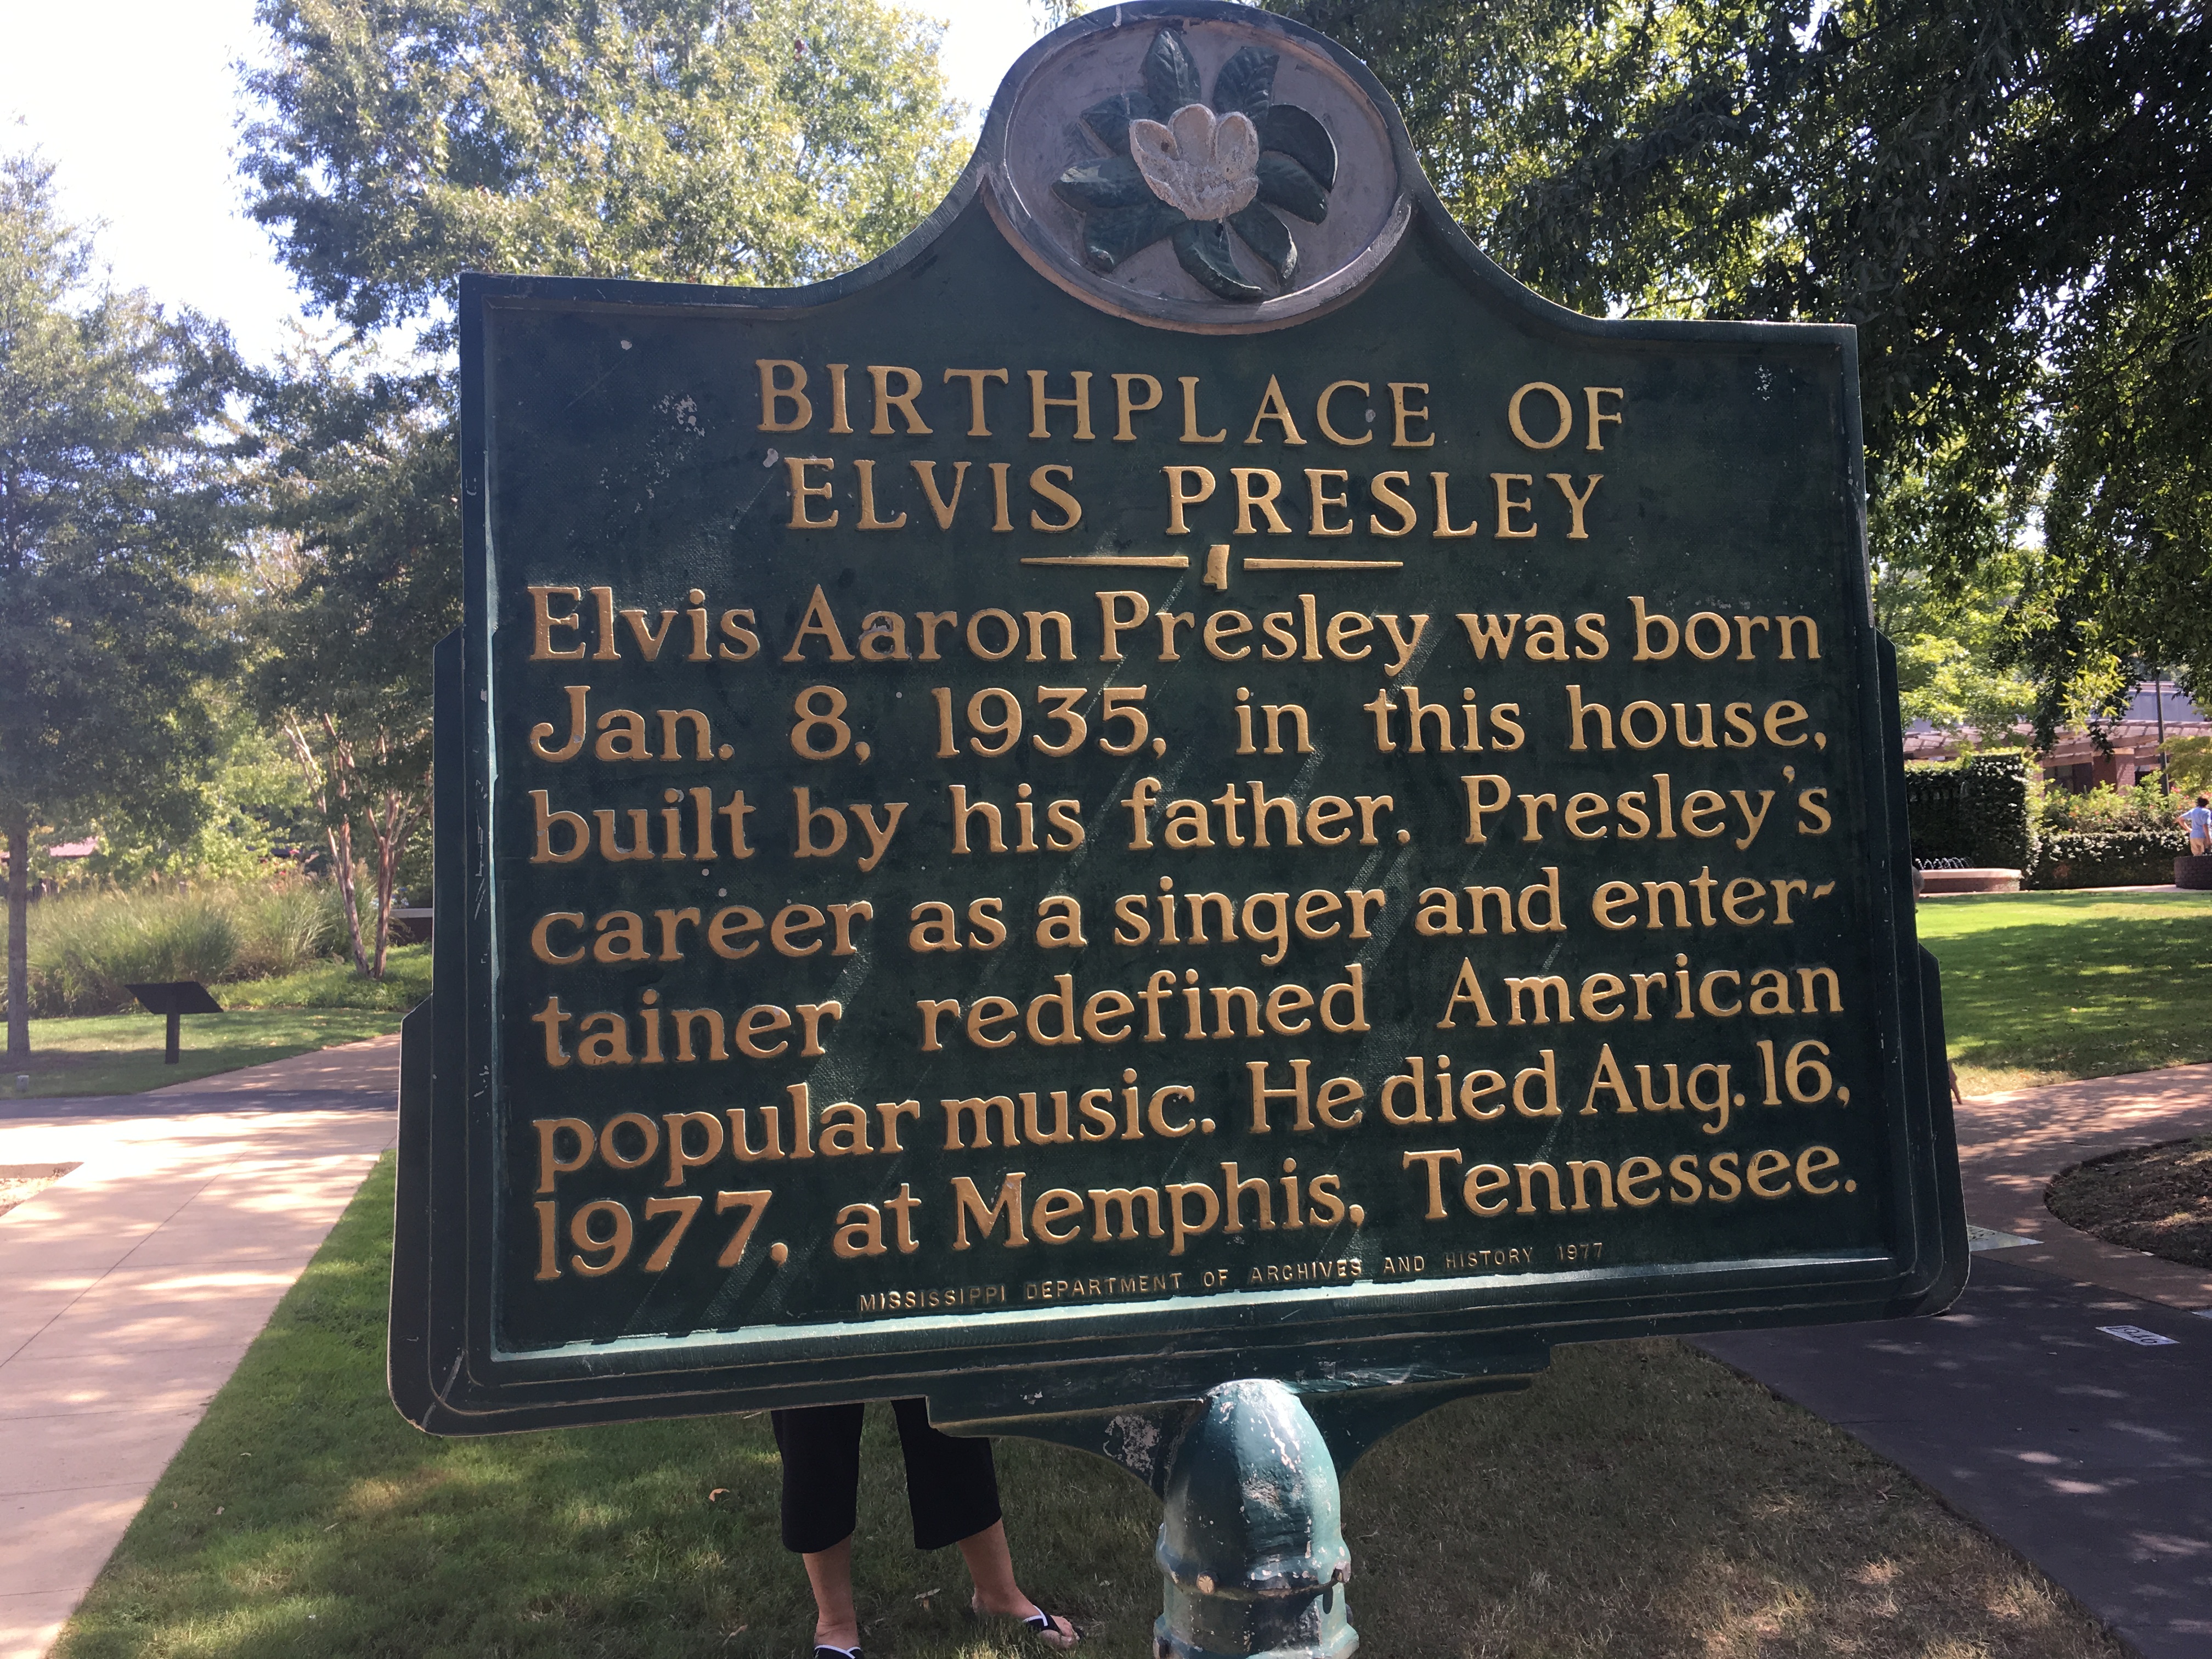 BIRTHPLACE OF
ELVIS PRESLEY
Elvis Aaron Presley was born
Jan. 8, 1935, in this house,
built by his father. Presley's
career as a singer and enter-
tainer redefined American
popular music. He died Aug. 16,
1977, at Memphis, Tennessee.
MISSISSIPPI DEPARTMENT OF ARCHIVES AND HISTORY 1977